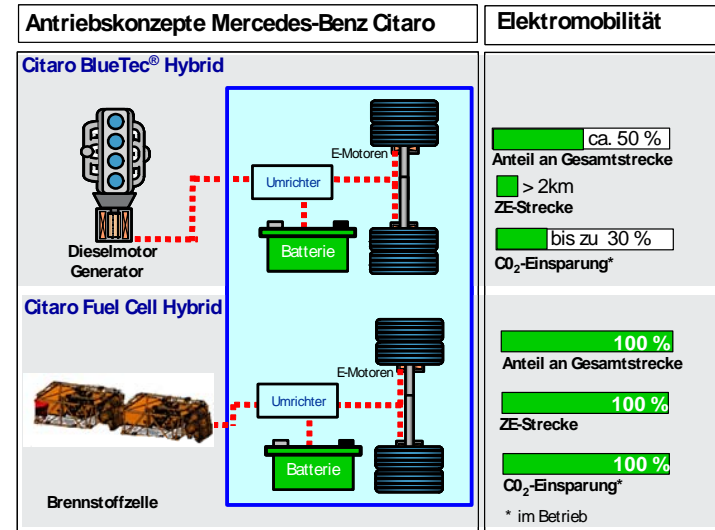 Antriebskonzepte Mercedes-Benz Citaro
Elektromobilität
Citaro BlueTec® Hybrid
E-Motoren
Umrichter
Batterie
Dieselmotor
Generator
ca. 50 %
Anteil an Gesamtstrecke
> 2km
ZE-Strecke
bis zu 30 %
C0₂-Einsparung*
Citaro Fuel Cell Hybrid
E-Motoren
Umrichter
Batterie
Brennstoffzelle
100 %
Anteil an Gesamtstrecke
100 %
ZE-Strecke
100 %
C0₂-Einsparung*
* im Betrieb